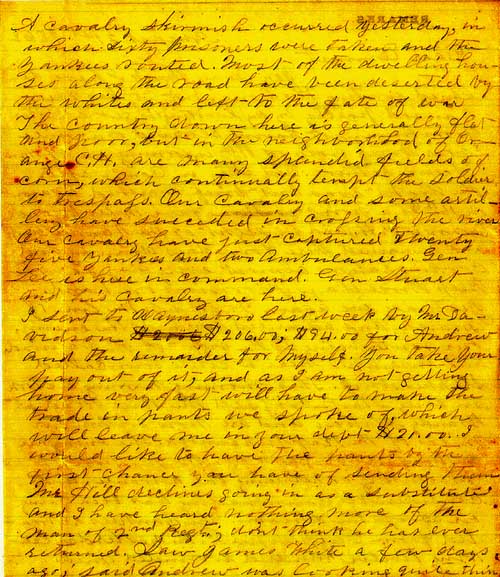 A cavalry skirmish occurred yesterday, in
which sixty prisoners were taken and the
Yankees routed. Most of the dwelling hou-
ses along the road have been deserted by
the whites and left to the fate of war
The country down here is generally flat
and poor, but in the neighborhood of Or-
ange C.H. are many splendid fields of
corn, which continually tempt the soldier
to trespass. Our cavalry and some artil-
lery have succeeded in crossing the river
Our cavalry have just captured twenty
five Yankees and two ambulances. Gen
Lee is here in command. Gen Stuart
and his cavalry are here.
I sent to Waynesboro last week by Mr Da-
vidson $206.00; $94.00 for Andrew
and the remainder for myself. You take your
pay out of it, and as I am not getting
home very fast will have to make the
trade in pants we spoke of, which
will leave me in your debt $21.00. I
would like to have the pants by the
first chance you have of sending them
Mr Hill declines going in as a substitute
and I have heard nothing more of the
man of 2nd Regt; don't think he has ever
returned. Saw James White a few days
ago; said Andrew was looking quite thin